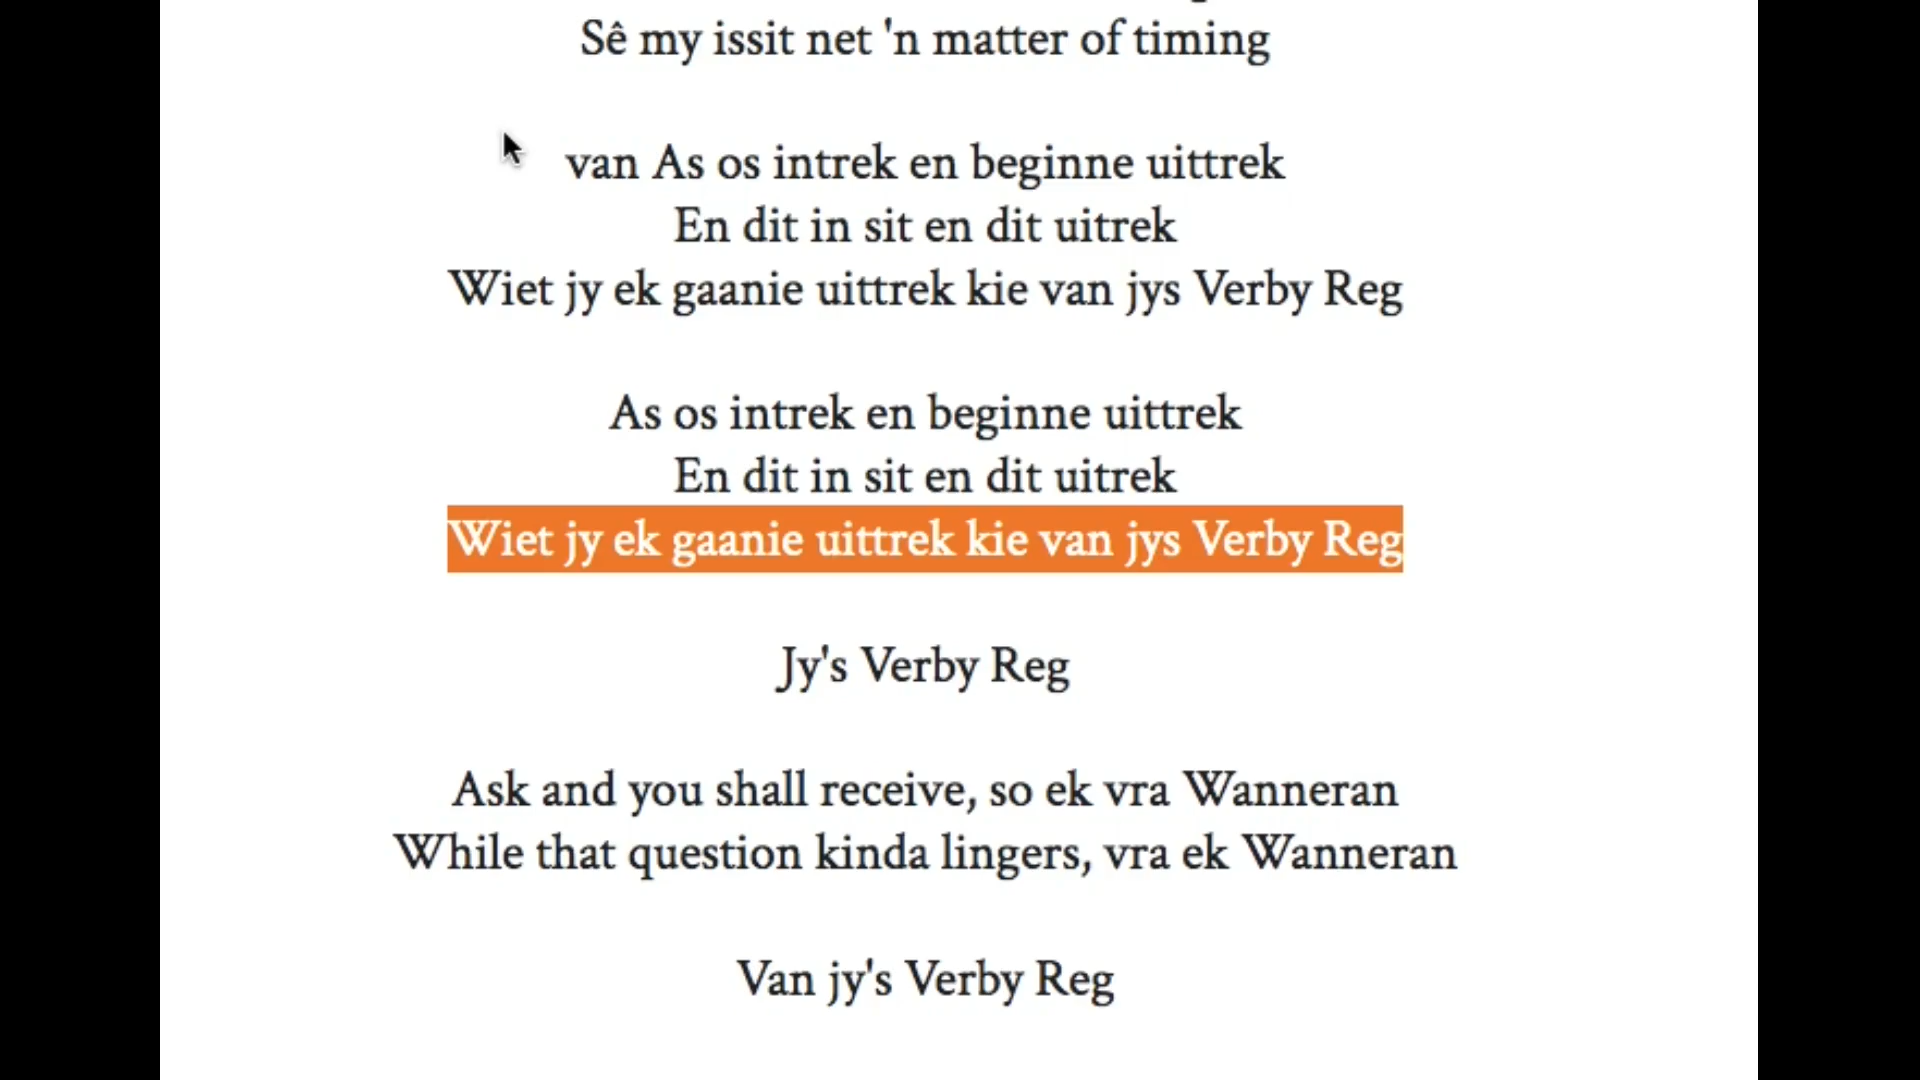 Sê my issit net 'n matter of timing
van As os intrek en beginne uittrek
En dit in sit en dit uitrek
Wiet jy ek gaanie uittrek kie van jys Verby Reg
As os intrek en beginne uittrek
En dit in sit en dit uitrek
Wiet jy ek gaanie uittrek kie van jys Verby Reg
Jy's Verby Reg
Ask and you shall receive, so ek vra Wanneran
While that question kinda lingers, vra ek Wanneran
Van jy's Verby Reg